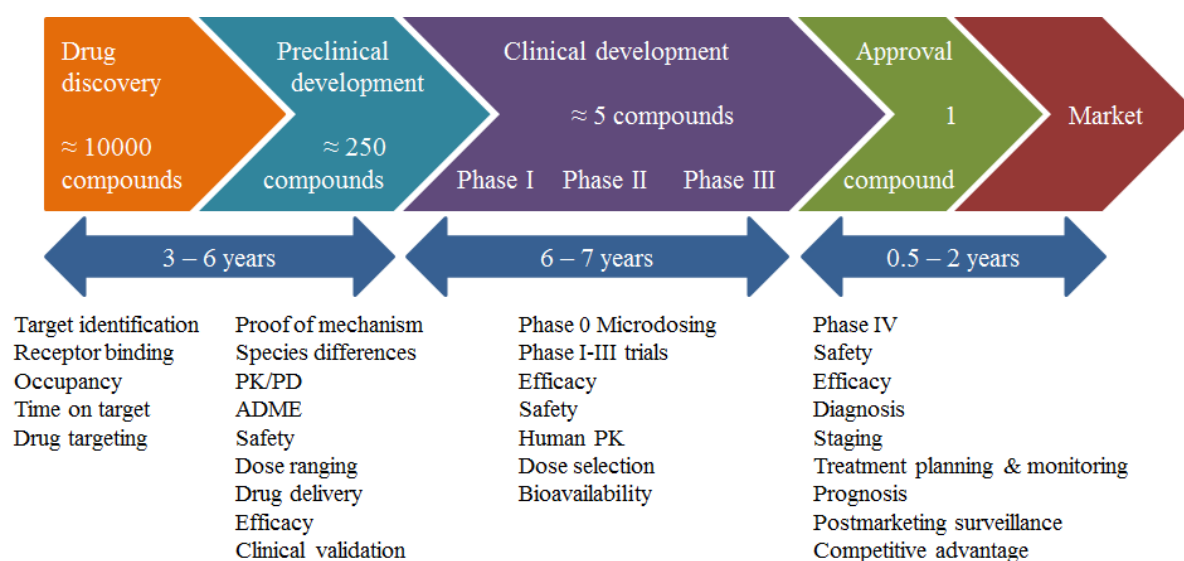 Drug
discovery
≈ 10000
compounds
Preclinical
development
≈ 250
compounds
Clinical development
≈ 5 compounds
Phase I Phase II Phase III
Approval
1
compound
Market
3 – 6 years
6 – 7 years
0.5 – 2 years
Target identification
Receptor binding
Occupancy
Time on target
Drug targeting
Proof of mechanism
Species differences
PK/PD
ADME
Safety
Dose ranging
Drug delivery
Efficacy
Clinical validation
Phase 0 Microdosing
Phase I-III trials
Efficacy
Safety
Human PK
Dose selection
Bioavailability
Phase IV
Safety
Efficacy
Diagnosis
Staging
Treatment planning & monitoring
Prognosis
Postmarketing surveillance
Competitive advantage